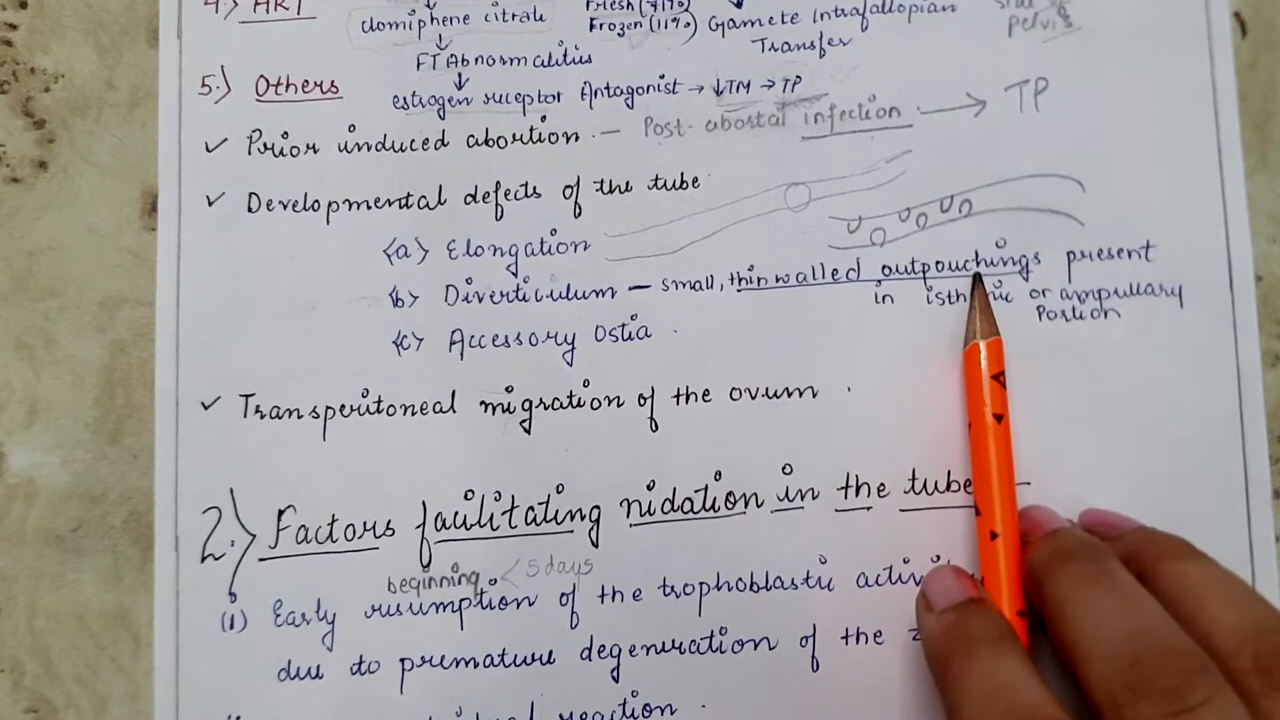 4.) ART
clomiphene citrate
Fresh (71%)
Frozen (11%) Gamete Intrafallopian
Transfer
pelvis
FT Abnormalities
5.) Others
estrogen receptor Antagonist → ↓TM → TP
✓ Prior induced abortion — Post-abortal infection → TP
✓ Developmental defects of the tube
(a) Elongation
(b) Diverticulum — small, thin walled outpouchings present
in isthmic or ampullary
Portion
(c) Accessory Ostia
✓ Transperitoneal migration of the ovum
2.) Factors facilitating nidation in the tube —
beginning < 5 days
(i) Early resumption of the trophoblastic
due to premature degeneration of the
reaction